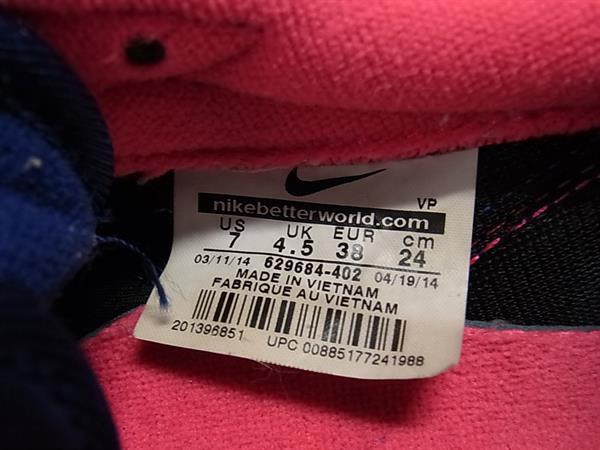 VP
nikebetterworld.com
US UK EUR cm
7 4.5 38 24
03/11/14 629684-402 04/19/14
MADE IN VIETNAM
FABRIQUE AU VIETNAM
201396851 UPC 00885177241988